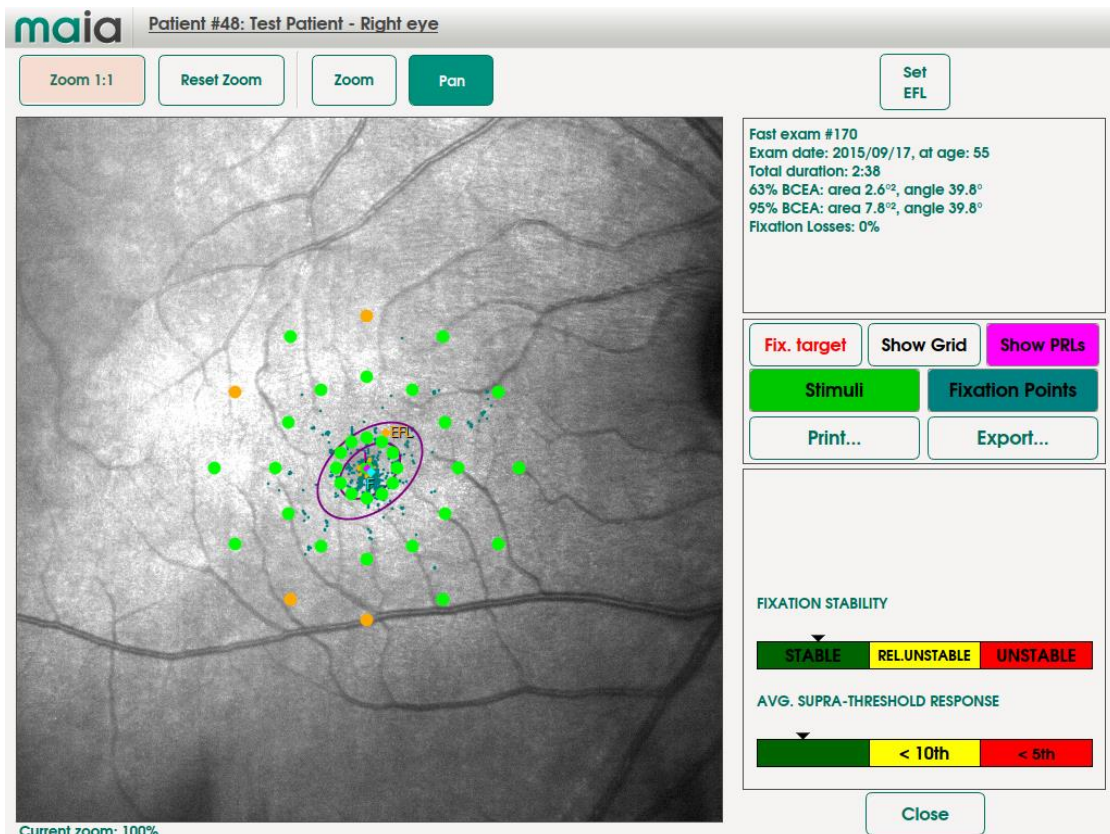 maia
Patient #48: Test Patient - Right eye
Zoom 1:1
Reset Zoom
Zoom
Pan
Set
EFL
Fast exam #170
Exam date: 2015/09/17, at age: 55
Total duration: 2:38
63% BCEA: area 2.6°², angle 39.8°
95% BCEA: area 7.8°², angle 39.8°
Fixation Losses: 0%
Fix. target
Show Grid
Show PRLs
Stimuli
Fixation Points
Print...
Export...
EFL
FIXATION STABILITY
STABLE
REL.UNSTABLE
UNSTABLE
AVG. SUPRA-THRESHOLD RESPONSE
< 10th
< 5th
Close
Current zoom: 100%